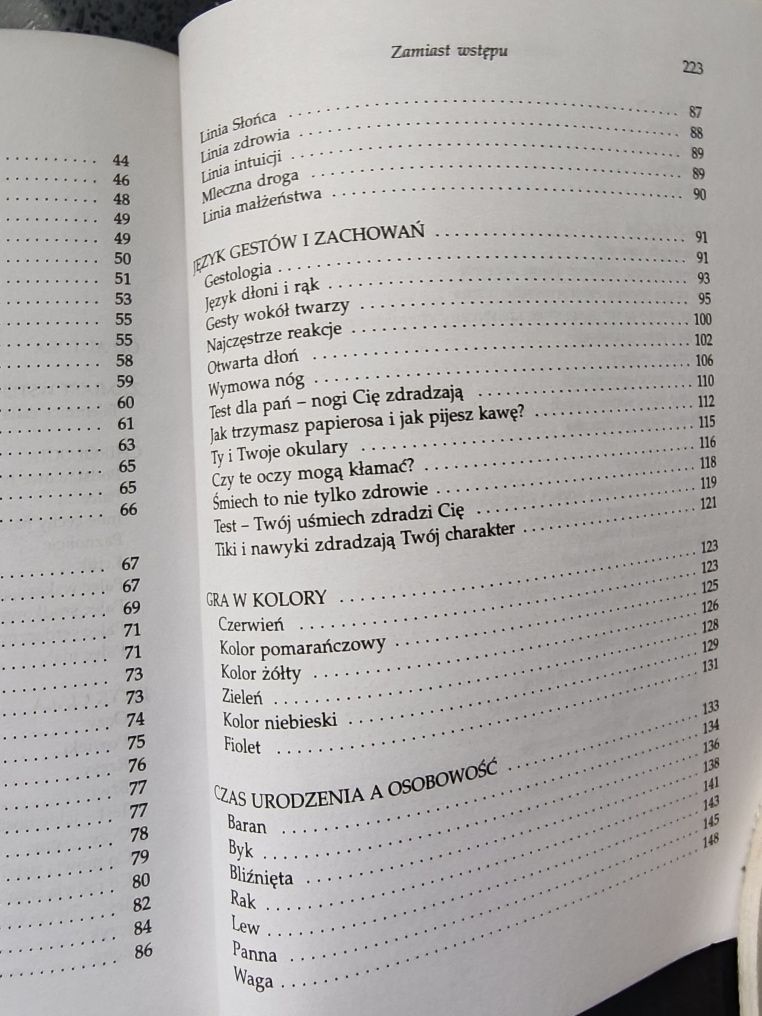 . . . . . . . . . . 44
. . . . . . . . . . 46
. . . . . . . . . . 48
. . . . . . . . . . 49
. . . . . . . . . . 49
. . . . . . . . . . 50
. . . . . . . . . . 51
. . . . . . . . . . 53
. . . . . . . . . . 55
. . . . . . . . . . 55
. . . . . . . . . . 58
. . . . . . . . . . 59
. . . . . . . . . . 60
. . . . . . . . . . 61
. . . . . . . . . . 63
. . . . . . . . . . 65
. . . . . . . . . . 65
. . . . . . . . . . 66
. . . . . . . . . . 67
. . . . . . . . . . 67
. . . . . . . . . . 69
. . . . . . . . . . 71
. . . . . . . . . . 71
. . . . . . . . . . 73
. . . . . . . . . . 73
. . . . . . . . . . 74
. . . . . . . . . . 75
. . . . . . . . . . 76
. . . . . . . . . . 77
. . . . . . . . . . 77
. . . . . . . . . . 78
. . . . . . . . . . 79
. . . . . . . . . . 80
. . . . . . . . . . 82
. . . . . . . . . . 84
. . . . . . . . . . 86
Zamiast wstępu 223
Linia Słońca . . . . . . . . . . 87
Linia zdrowia . . . . . . . . . . 88
Linia intuicji . . . . . . . . . . 89
Mleczna droga . . . . . . . . . . 89
Linia małżeństwa . . . . . . . . . . 90
JĘZYK GESTÓW I ZACHOWAŃ . . . . . . . . . . 91
Gestologia . . . . . . . . . . 91
Język dłoni i rąk . . . . . . . . . . 93
Gesty wokół twarzy . . . . . . . . . . 95
Najczęstrze reakcje . . . . . . . . . . 100
Otwarta dłoń . . . . . . . . . . 102
Wymowa nóg . . . . . . . . . . 106
Test dla pań – nogi Cię zdradzają . . . . . . . . . . 110
Jak trzymasz papierosa i jak pijesz kawę? . . . . . . . . . . 112
Ty i Twoje okulary . . . . . . . . . . 115
Czy te oczy mogą kłamać? . . . . . . . . . . 116
Śmiech to nie tylko zdrowie . . . . . . . . . . 118
Test – Twój uśmiech zdradzi Cię . . . . . . . . . . 119
Tiki i nawyki zdradzają Twój charakter . . . . . . . . . . 121
GRA W KOLORY . . . . . . . . . . 123
Czerwień . . . . . . . . . . 123
Kolor pomarańczowy . . . . . . . . . . 125
Kolor żółty . . . . . . . . . . 126
Zieleń . . . . . . . . . . 128
Kolor niebieski . . . . . . . . . . 129
Fiolet . . . . . . . . . . 131
CZAS URODZENIA A OSOBOWOŚĆ . . . . . . . . . . 133
Baran . . . . . . . . . . 134
Byk . . . . . . . . . . 136
Bliźnięta . . . . . . . . . . 138
Rak . . . . . . . . . . 141
Lew . . . . . . . . . . 143
Panna . . . . . . . . . . 145
Waga . . . . . . . . . . 148